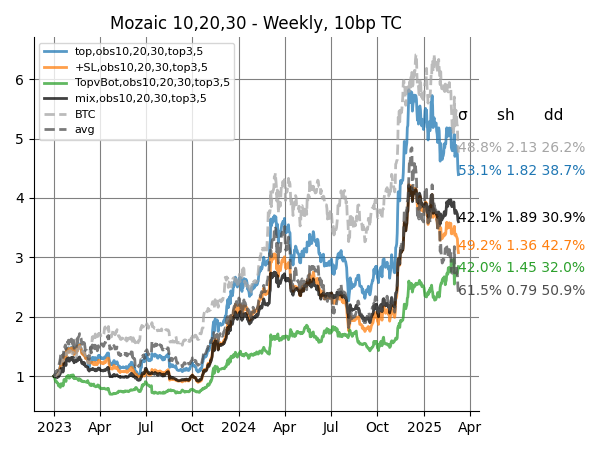 Mozaic 10,20,30 - Weekly, 10bp TC
top,obs10,20,30,top3,5
+SL,obs10,20,30,top3,5
TopvBot,obs10,20,30,top3,5
mix,obs10,20,30,top3,5
BTC
avg
σ sh dd
48.8% 2.13 26.2%
53.1% 1.82 38.7%
42.1% 1.89 30.9%
49.2% 1.36 42.7%
42.0% 1.45 32.0%
61.5% 0.79 50.9%
6
5
4
3
2
1
2023 Apr Jul Oct 2024 Apr Jul Oct 2025 Apr